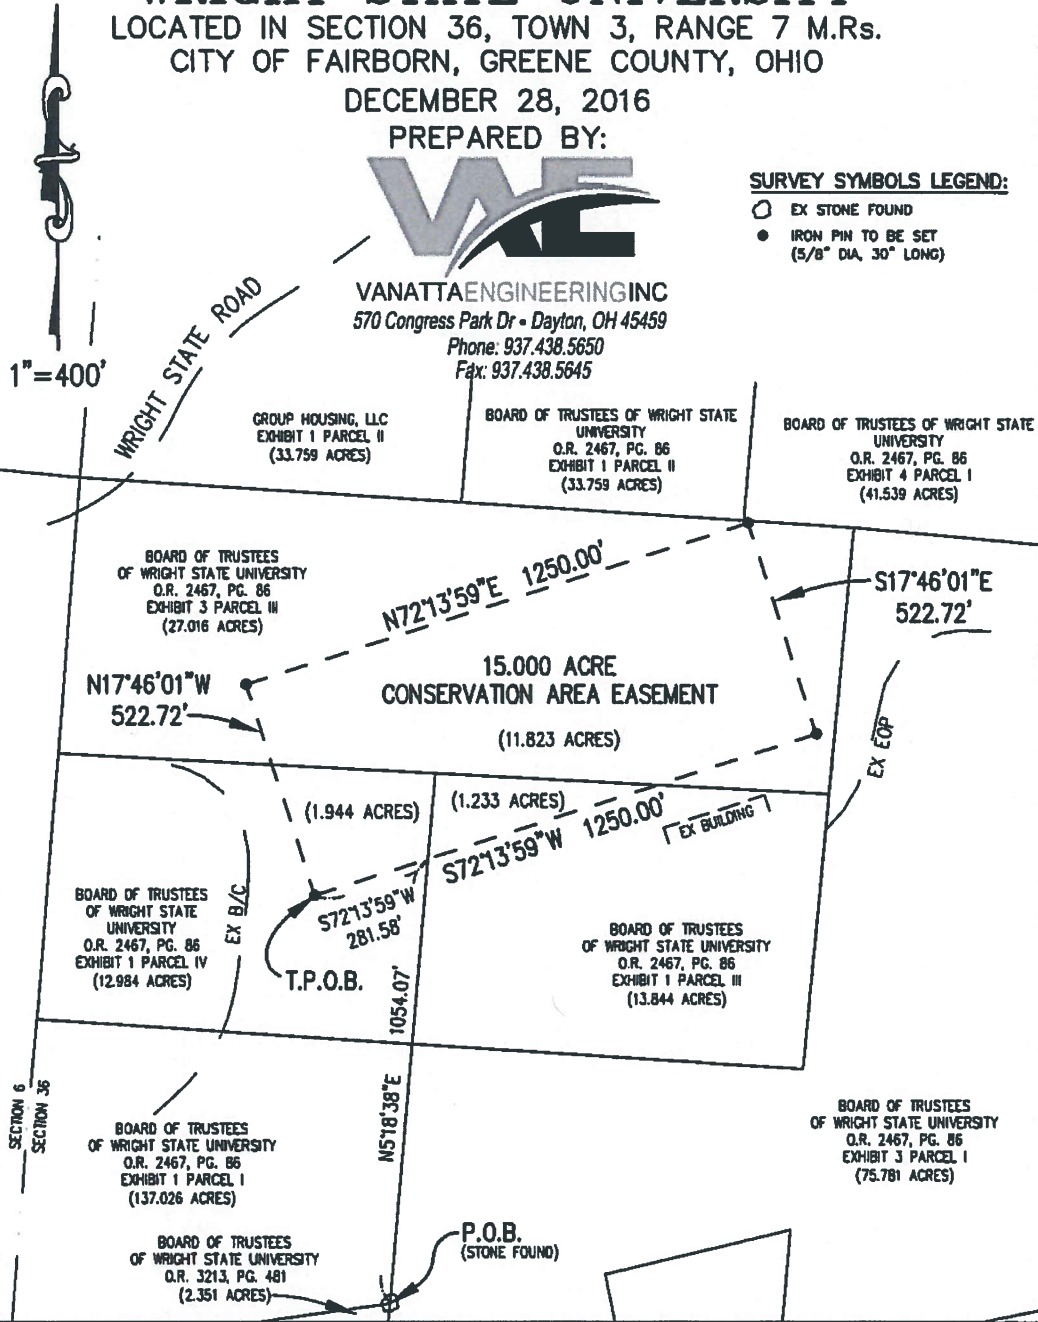 WRIGHT STATE UNIVERSITY
LOCATED IN SECTION 36, TOWN 3, RANGE 7 M.Rs.
CITY OF FAIRBORN, GREENE COUNTY, OHIO
DECEMBER 28, 2016
PREPARED BY:
VAE
VANATTAENGINEERINGINC
570 Congress Park Dr • Dayton, OH 45459
Phone: 937.438.5650
Fax: 937.438.5645
SURVEY SYMBOLS LEGEND:
EX STONE FOUND
IRON PIN TO BE SET
(5/8" DIA, 30" LONG)
1"=400'
WRIGHT STATE ROAD
GROUP HOUSING, LLC
EXHIBIT 1 PARCEL II
(33.759 ACRES)
BOARD OF TRUSTEES OF WRIGHT STATE
UNIVERSITY
O.R. 2467, PG. 86
EXHIBIT 1 PARCEL II
(33.759 ACRES)
BOARD OF TRUSTEES OF WRIGHT STATE
UNIVERSITY
O.R. 2467, PG. 86
EXHIBIT 4 PARCEL I
(41.539 ACRES)
BOARD OF TRUSTEES
OF WRIGHT STATE UNIVERSITY
O.R. 2467, PG. 86
EXHIBIT 3 PARCEL III
(27.016 ACRES)
N72°13'59"E 1250.00'
S17°46'01"E
522.72'
N17°46'01"W
522.72'
15.000 ACRE
CONSERVATION AREA EASEMENT
(11.823 ACRES)
EX EOP
(1.944 ACRES)
(1.233 ACRES)
S72°13'59"W 1250.00'
EX BUILDING
S72°13'59"W
281.58'
EX B/C
BOARD OF TRUSTEES
OF WRIGHT STATE
UNIVERSITY
O.R. 2467, PG. 86
EXHIBIT 1 PARCEL IV
(12.984 ACRES)
T.P.O.B.
BOARD OF TRUSTEES
OF WRIGHT STATE UNIVERSITY
O.R. 2467, PG. 86
EXHIBIT 1 PARCEL III
(13.844 ACRES)
N5°18'38"E 1054.07'
SECTION 6
SECTION 36
BOARD OF TRUSTEES
OF WRIGHT STATE UNIVERSITY
O.R. 2467, PG. 86
EXHIBIT 1 PARCEL I
(137.026 ACRES)
BOARD OF TRUSTEES
OF WRIGHT STATE UNIVERSITY
O.R. 2467, PG. 86
EXHIBIT 3 PARCEL I
(75.781 ACRES)
BOARD OF TRUSTEES
OF WRIGHT STATE UNIVERSITY
O.R. 3213, PG. 481
(2.351 ACRES)
P.O.B.
(STONE FOUND)